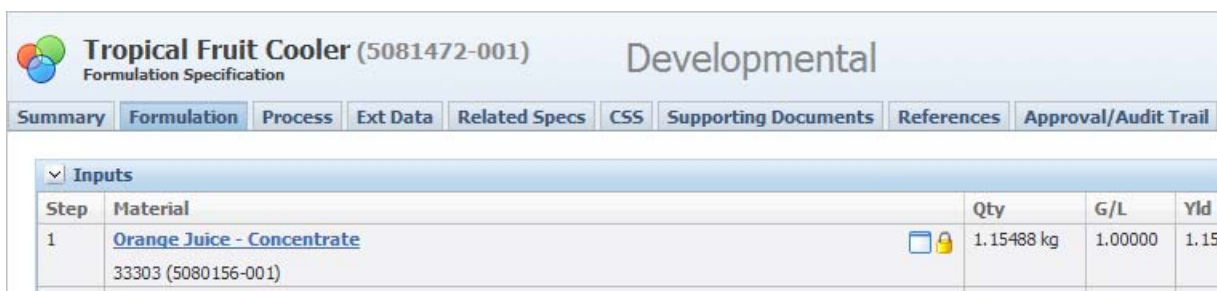 Tropical Fruit Cooler (5081472-001) Developmental
Formulation Specification
Summary Formulation Process Ext Data Related Specs CSS Supporting Documents References Approval/Audit Trail
Inputs
Step Material Qty G/L Yld
1 Orange Juice - Concentrate 1.15488 kg 1.00000 1.15
33303 (5080156-001)